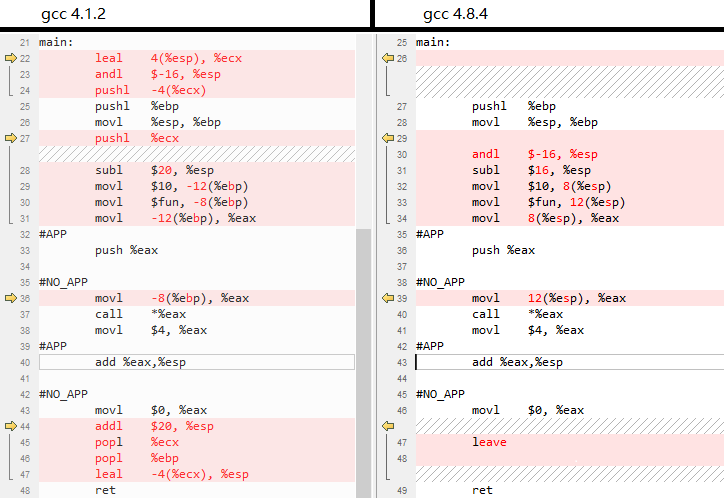 gcc 4.1.2
21 main:
22 leal 4(%esp), %ecx
23 andl $-16, %esp
24 pushl -4(%ecx)
25 pushl %ebp
26 movl %esp, %ebp
27 pushl %ecx
28 subl $20, %esp
29 movl $10, -12(%ebp)
30 movl $fun, -8(%ebp)
31 movl -12(%ebp), %eax
32 #APP
33 push %eax
34
35 #NO_APP
36 movl -8(%ebp), %eax
37 call *%eax
38 movl $4, %eax
39 #APP
40 add %eax,%esp
41
42 #NO_APP
43 movl $0, %eax
44 addl $20, %esp
45 popl %ecx
46 popl %ebp
47 leal -4(%ecx), %esp
48 ret
gcc 4.8.4
25 main:
26
27 pushl %ebp
28 movl %esp, %ebp
29
30 andl $-16, %esp
31 subl $16, %esp
32 movl $10, 8(%esp)
33 movl $fun, 12(%esp)
34 movl 8(%esp), %eax
35 #APP
36 push %eax
37
38 #NO_APP
39 movl 12(%esp), %eax
40 call *%eax
41 movl $4, %eax
42 #APP
43 add %eax,%esp
44
45 #NO_APP
46 movl $0, %eax
47 leave
48
49 ret